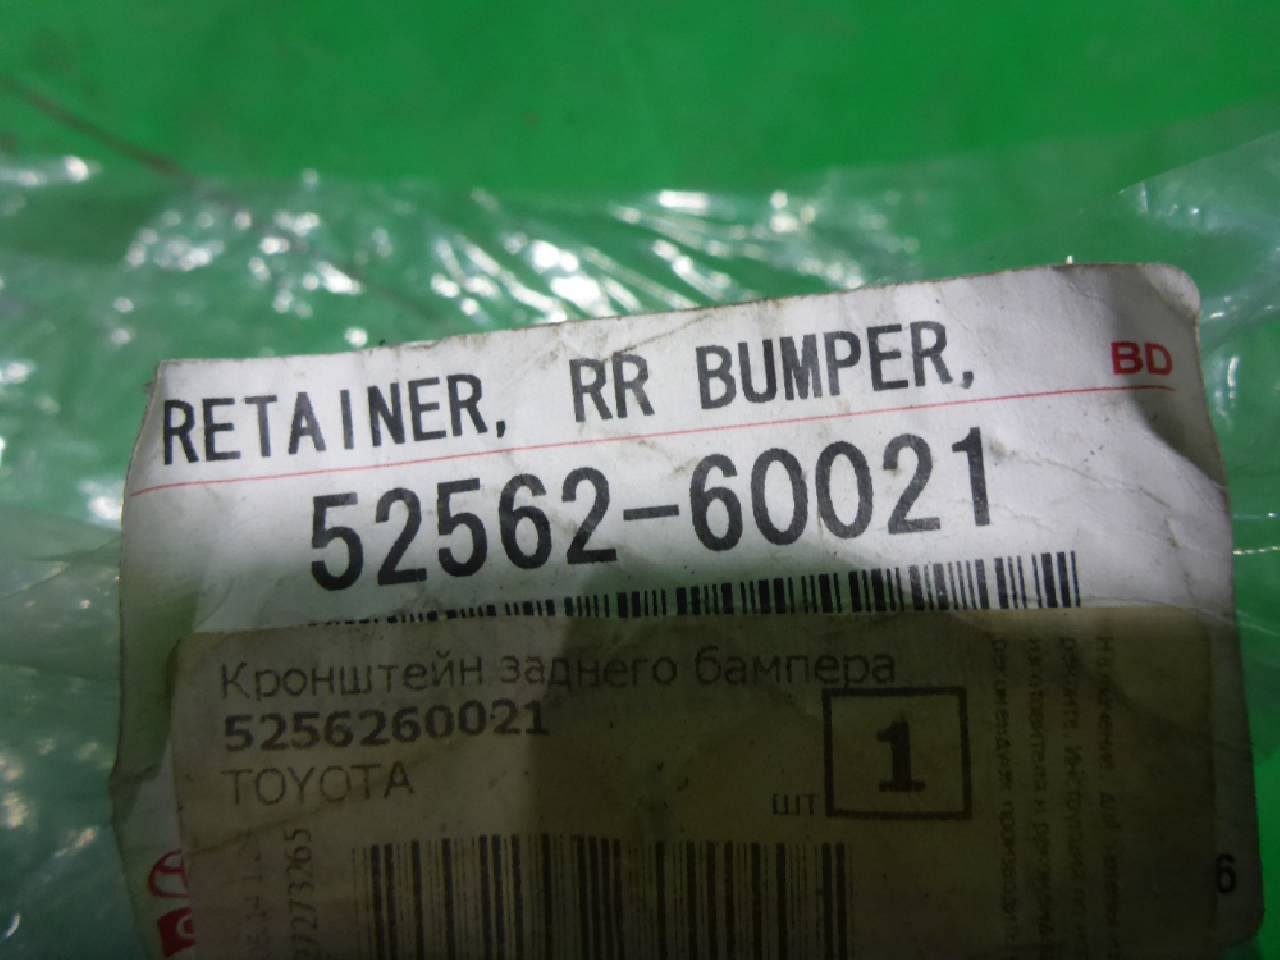 RETAINER, RR BUMPER,
BD
52562-60021
Кронштейн заднего бампера
5256260021
TOYOTA
шт
1
6